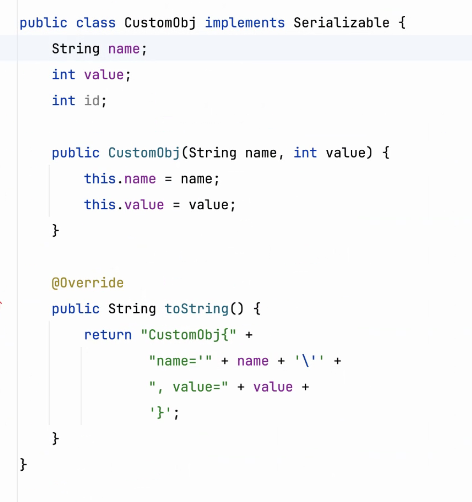 public class CustomObj implements Serializable {
    String name;
    int value;
    int id;

    public CustomObj(String name, int value) {
        this.name = name;
        this.value = value;
    }

    @Override
    public String toString() {
        return "CustomObj{" +
                "name='" + name + '\'' +
                ", value=" + value +
                '}';
    }
}